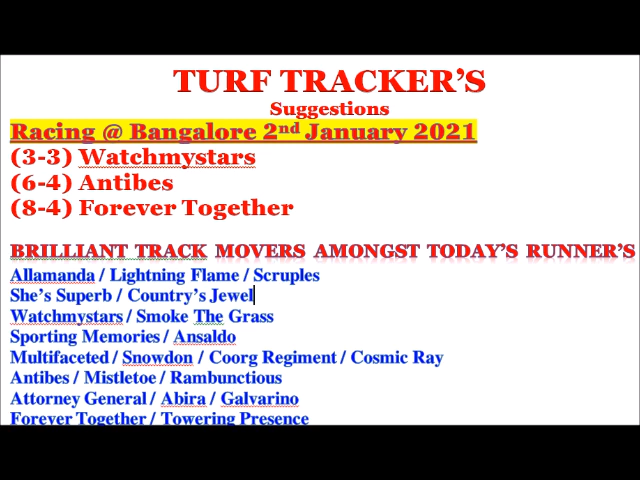 TURF TRACKER’S
Suggestions
Racing @ Bangalore 2nd January 2021
(3-3) Watchmystars
(6-4) Antibes
(8-4) Forever Together
BRILLIANT TRACK MOVERS AMONGST TODAY’S RUNNER’S
Allamanda / Lightning Flame / Scruples
She’s Superb / Country’s Jewel
Watchmystars / Smoke The Grass
Sporting Memories / Ansaldo
Multifaceted / Snowdon / Coorg Regiment / Cosmic Ray
Antibes / Mistletoe / Rambunctious
Attorney General / Abira / Galvarino
Forever Together / Towering Presence